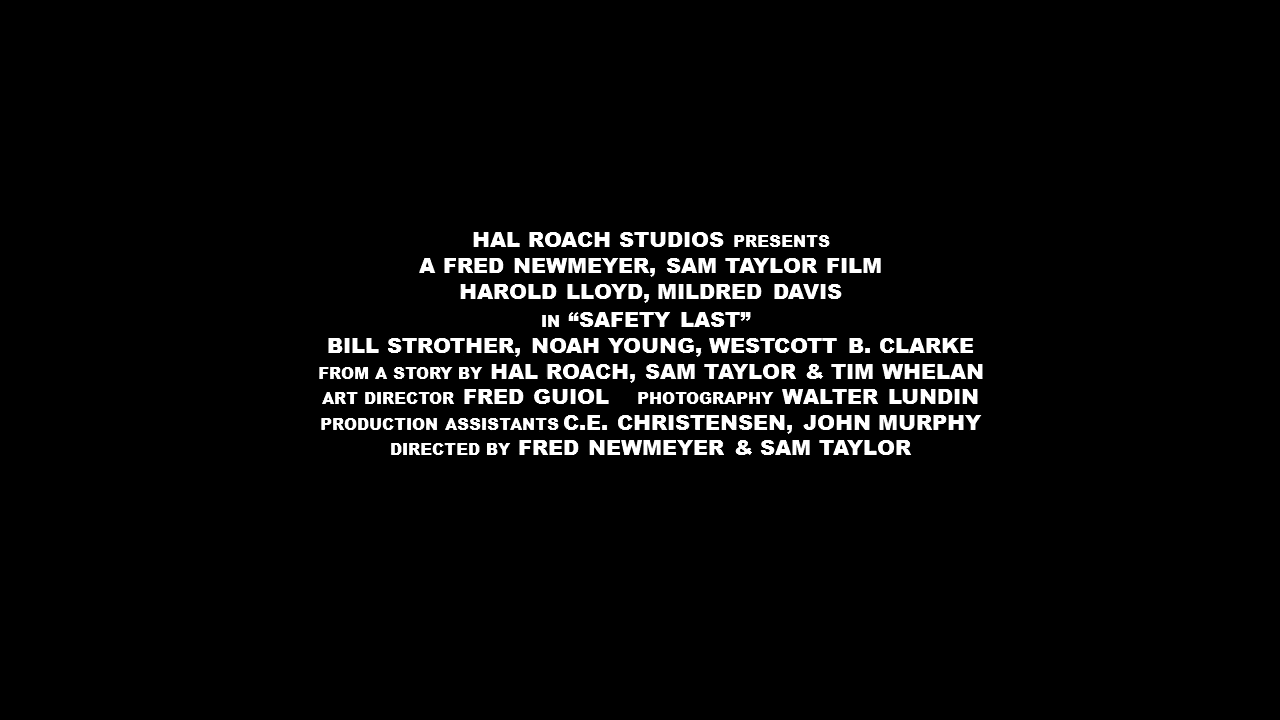 HAL ROACH STUDIOS PRESENTS
A FRED NEWMEYER, SAM TAYLOR FILM
HAROLD LLOYD, MILDRED DAVIS
IN “SAFETY LAST”
BILL STROTHER, NOAH YOUNG, WESTCOTT B. CLARKE
FROM A STORY BY HAL ROACH, SAM TAYLOR & TIM WHELAN
ART DIRECTOR FRED GUIOL PHOTOGRAPHY WALTER LUNDIN
PRODUCTION ASSISTANTS C.E. CHRISTENSEN, JOHN MURPHY
DIRECTED BY FRED NEWMEYER & SAM TAYLOR